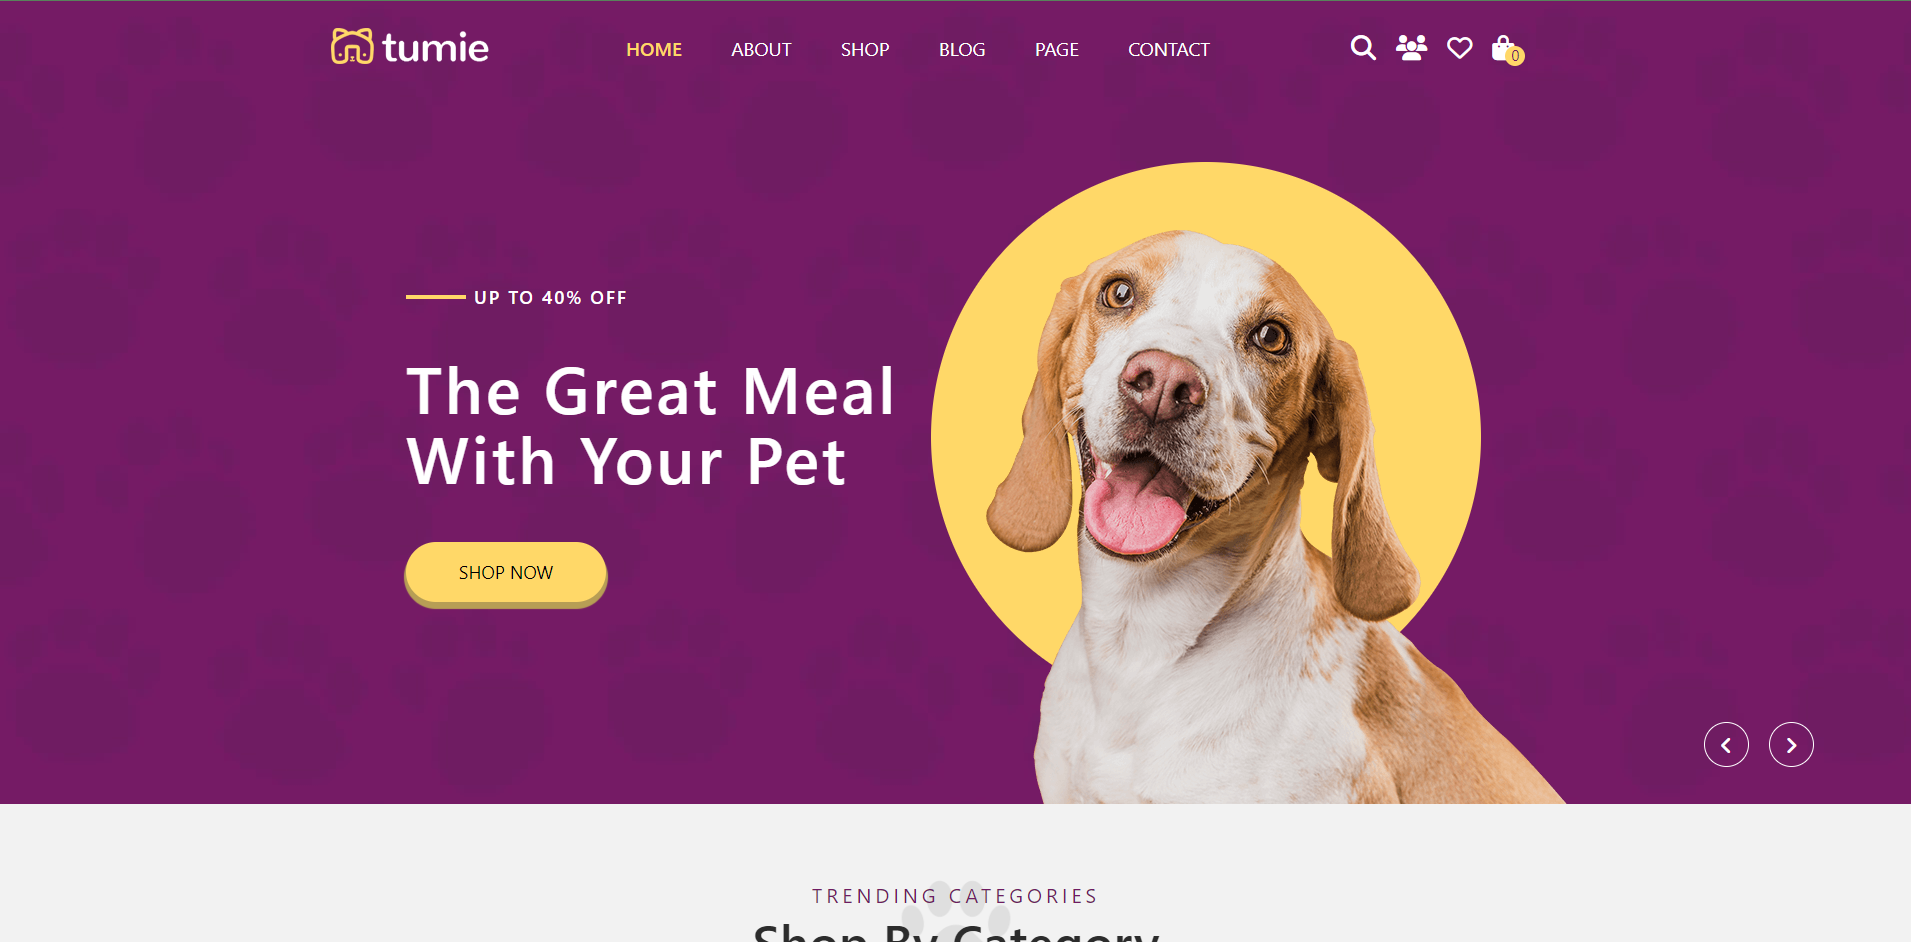 tumie
HOME ABOUT SHOP BLOG PAGE CONTACT
0
UP TO 40% OFF
The Great Meal
With Your Pet
SHOP NOW
TRENDING CATEGORIES
Shop By Category